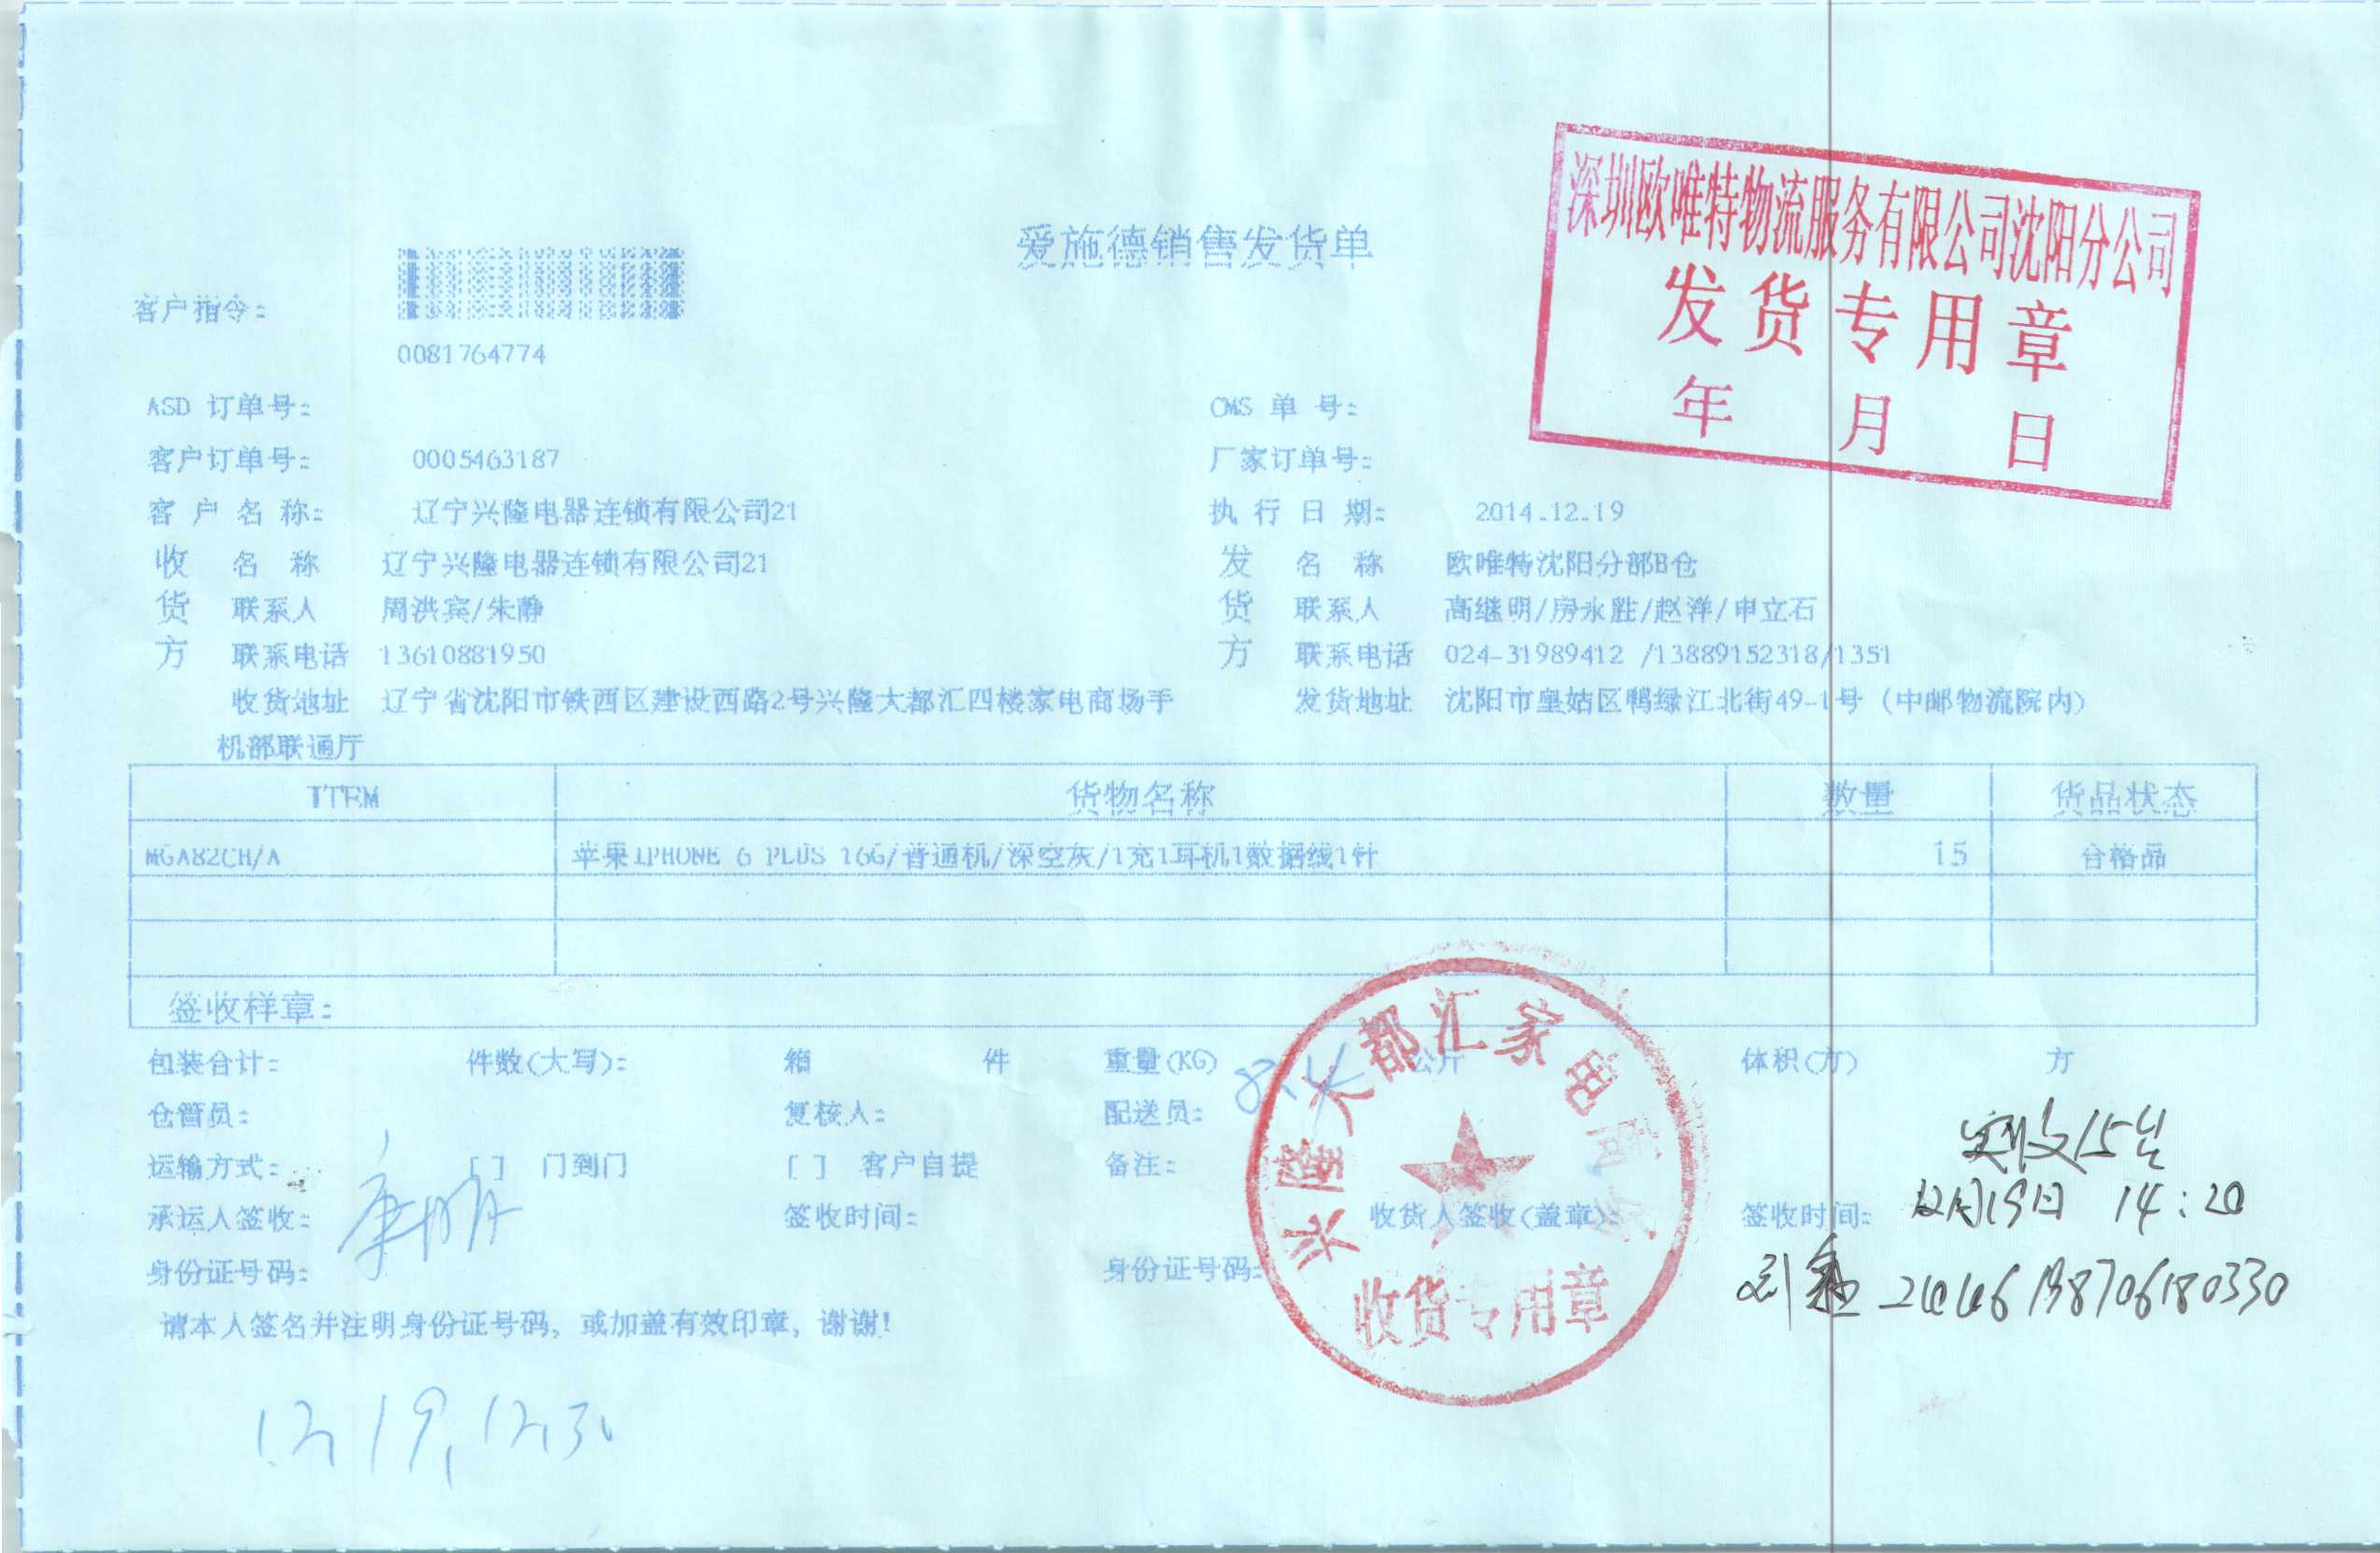 深圳欧唯特物流服务有限公司沈阳分公司
发货专用章
年 月 日
爱施德销售发货单
客户指令:
0081764774
ASD 订单号: CMS 单 号:
客户订单号: 0005463187 厂家订单号:
客 户 名 称: 辽宁兴隆电器连锁有限公司21 执 行 日 期: 2014.12.19
收 名 称 辽宁兴隆电器连锁有限公司21 发 名 称 欧唯特沈阳分部B仓
货 联系人 周洪宾/朱静 货 联系人 高继明/房永胜/赵洋/申立石
方 联系电话 13610881950 方 联系电话 024-31989412 /13889152318/1351
收货地址 辽宁省沈阳市铁西区建设西路2号兴隆大都汇四楼家电商场手 发货地址 沈阳市皇姑区鸭绿江北街49-1号 (中邮物流院内)
机部联通厅
ITEM 货物名称 数量 货品状态
MGA82CH/A 苹果IPHONE 6 PLUS 16G/普通机/深空灰/1充1耳机1数据线1针 15 合格品
签收样章:
包装合计: 件数(大写): 箱 件 重量(KG) 公斤 体积(方) 方
仓管员: 复核人: 配送员:
运输方式: [ ] 门到门 [ ] 客户自提 备注:
实收15台
承运人签收: 签收时间: 收货人签收(盖章): 签收时间: 12月19日 14:20
身份证号码: 身份证号码:
请本人签名并注明身份证号码, 或加盖有效印章, 谢谢!
兴隆大都汇家电
收货专用章
12.19, 12.30